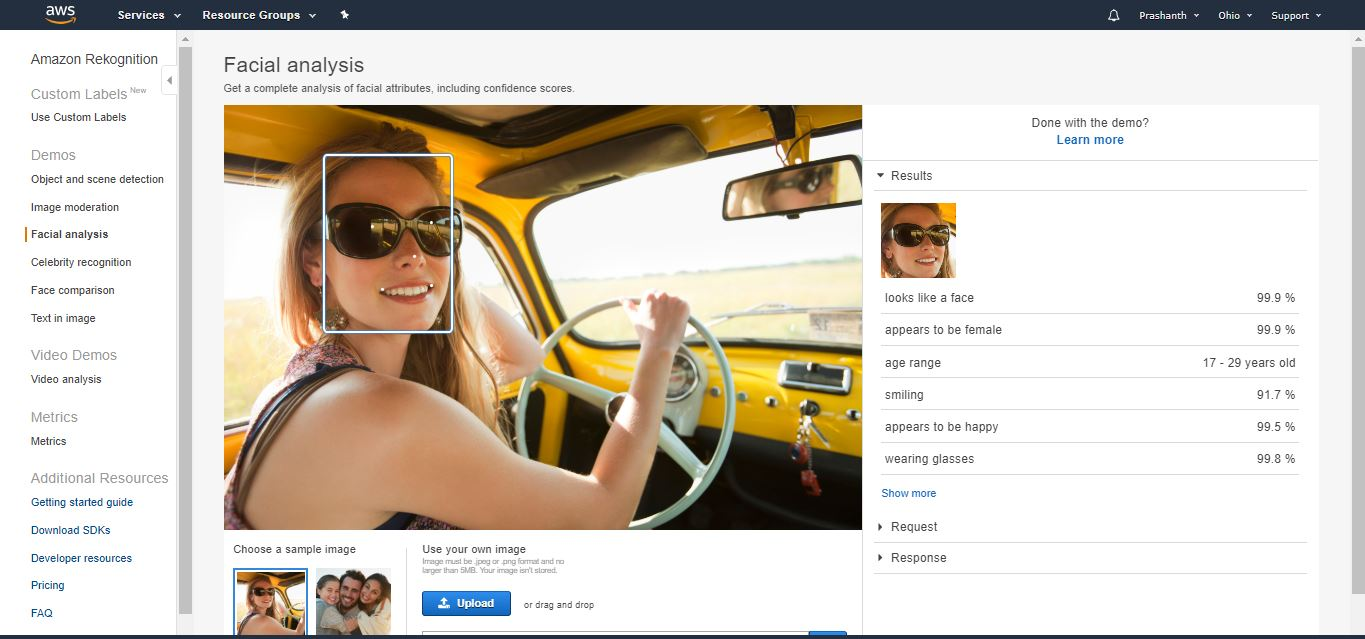 aws
Services
Resource Groups
Prashanth
Ohio
Support
Amazon Rekognition
Custom Labels New
Use Custom Labels
Demos
Object and scene detection
Image moderation
Facial analysis
Celebrity recognition
Face comparison
Text in image
Video Demos
Video analysis
Metrics
Metrics
Additional Resources
Getting started guide
Download SDKs
Developer resources
Pricing
FAQ
Facial analysis
Get a complete analysis of facial attributes, including confidence scores.
Choose a sample image
Use your own image
Image must be .jpeg or .png format and no
larger than 5MB. Your image isn't stored.
Upload
or drag and drop
Done with the demo?
Learn more
Results
looks like a face 99.9 %
appears to be female 99.9 %
age range 17 - 29 years old
smiling 91.7 %
appears to be happy 99.5 %
wearing glasses 99.8 %
Show more
Request
Response